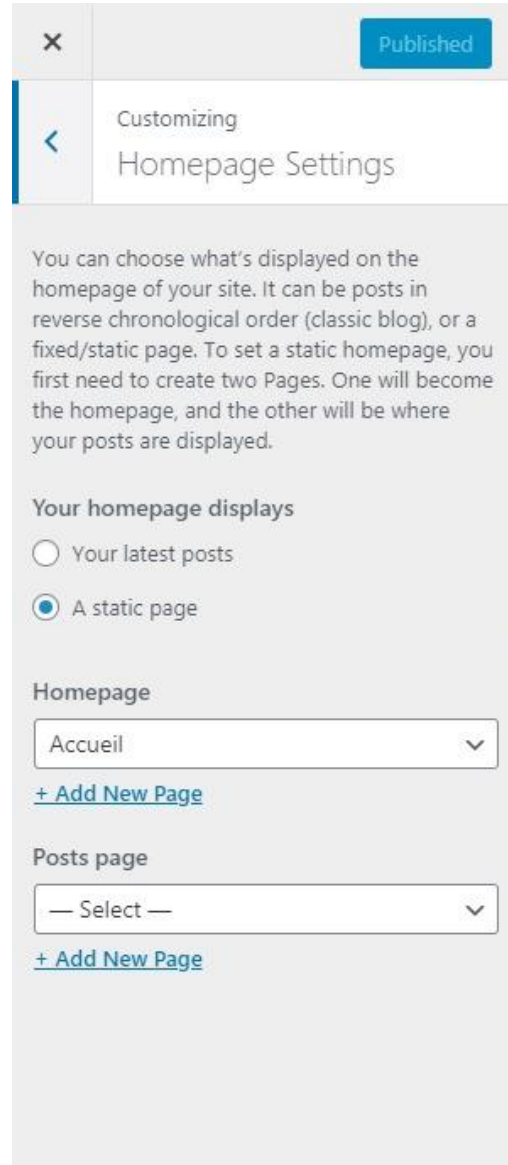 Published
Customizing
Homepage Settings
You can choose what's displayed on the
homepage of your site. It can be posts in
reverse chronological order (classic blog), or a
fixed/static page. To set a static homepage, you
first need to create two Pages. One will become
the homepage, and the other will be where
your posts are displayed.
Your homepage displays
Your latest posts
A static page
Homepage
Accueil
+ Add New Page
Posts page
— Select —
+ Add New Page